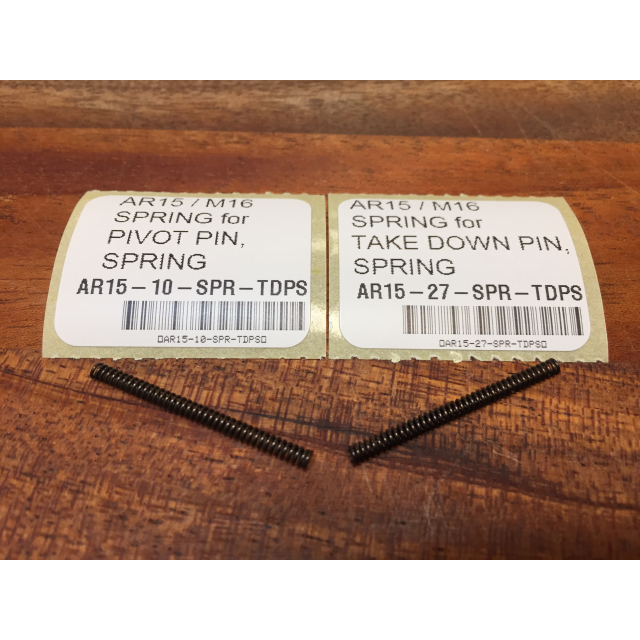 AR15 / M16
SPRING for
PIVOT PIN,
SPRING
AR15-10-SPR-TDPS
▯AR15-10-SPR-TDPS▯
AR15 / M16
SPRING for
TAKE DOWN PIN,
SPRING
AR15-27-SPR-TDPS
▯AR15-27-SPR-TDPS▯